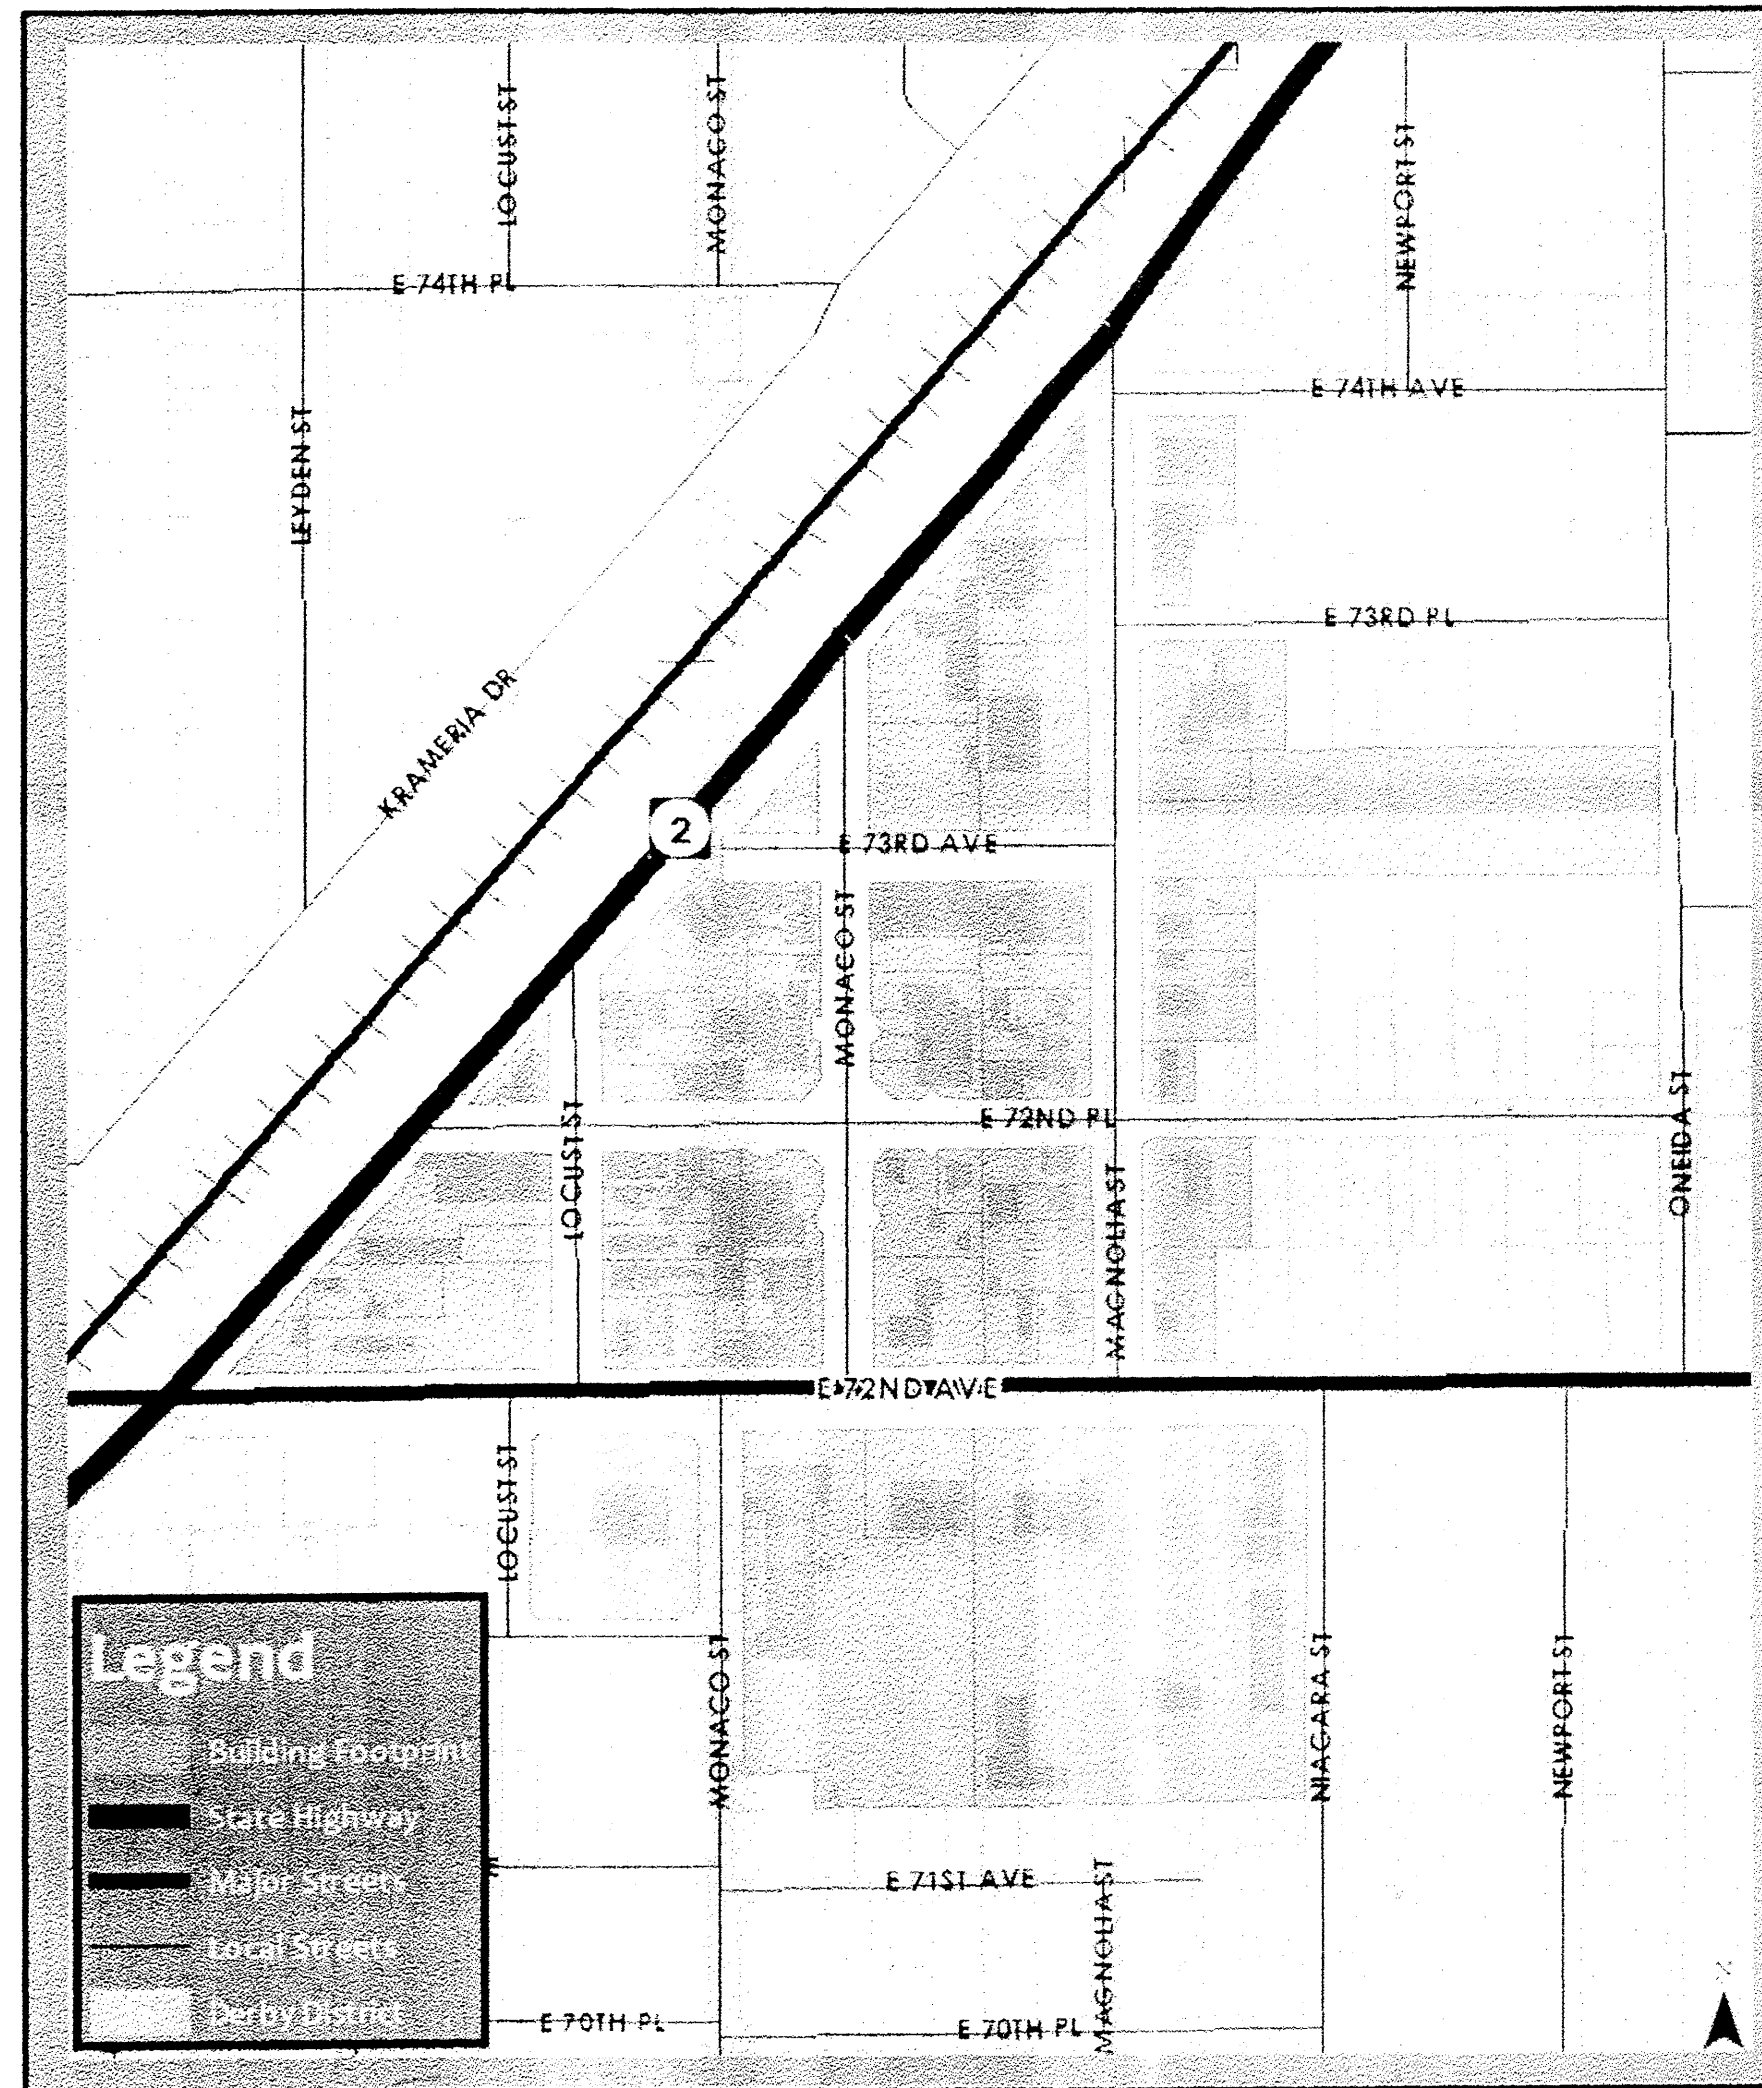 LOCUST ST
MONACO ST
NEWPORT ST
E 74TH PL
E 74TH AVE
LEYDEN ST
E 73RD PL
KRAMERIA DR
2
E 73RD AVE
MONACO ST
LOCUST ST
E 72ND PL
ONEIDA ST
MAGNOLIA ST
E 72ND AVE
LOCUST ST
MONACO ST
NIAGARA ST
NEWPORT ST
Legend
Building Footprint
State Highway
Major Streets
Local Streets
Derby District
E 71ST AVE
MAGNOLIA ST
E 70TH PL
E 70TH PL